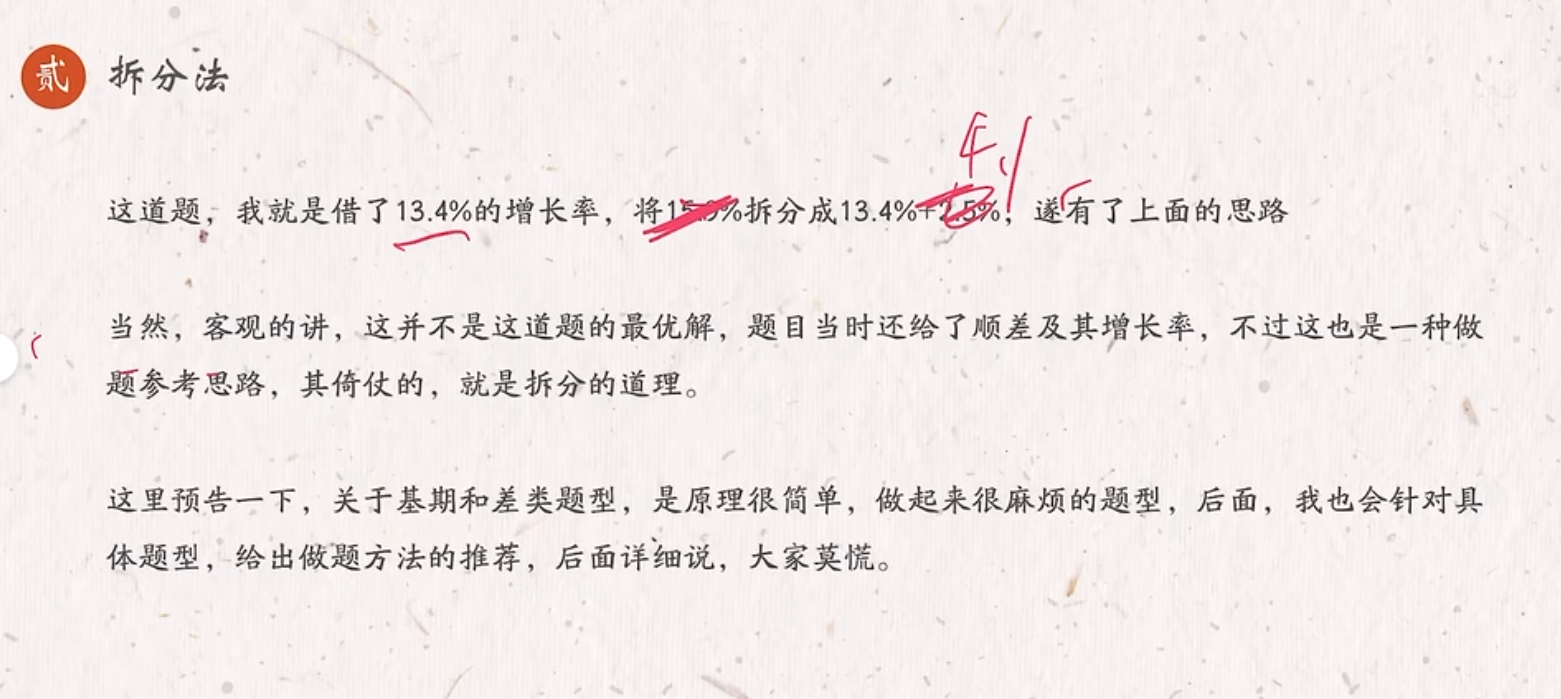 贰 拆分法
4.1
这道题，我就是借了13.4%的增长率，将15.9%拆分成13.4%+2.5%，遂有了上面的思路
当然，客观的讲，这并不是这道题的最优解，题目当时还给了顺差及其增长率，不过这也是一种做
题参考思路，其倚仗的，就是拆分的道理。
这里预告一下，关于基期和差类题型，是原理很简单，做起来很麻烦的题型，后面，我也会针对具
体题型，给出做题方法的推荐，后面详细说，大家莫慌。